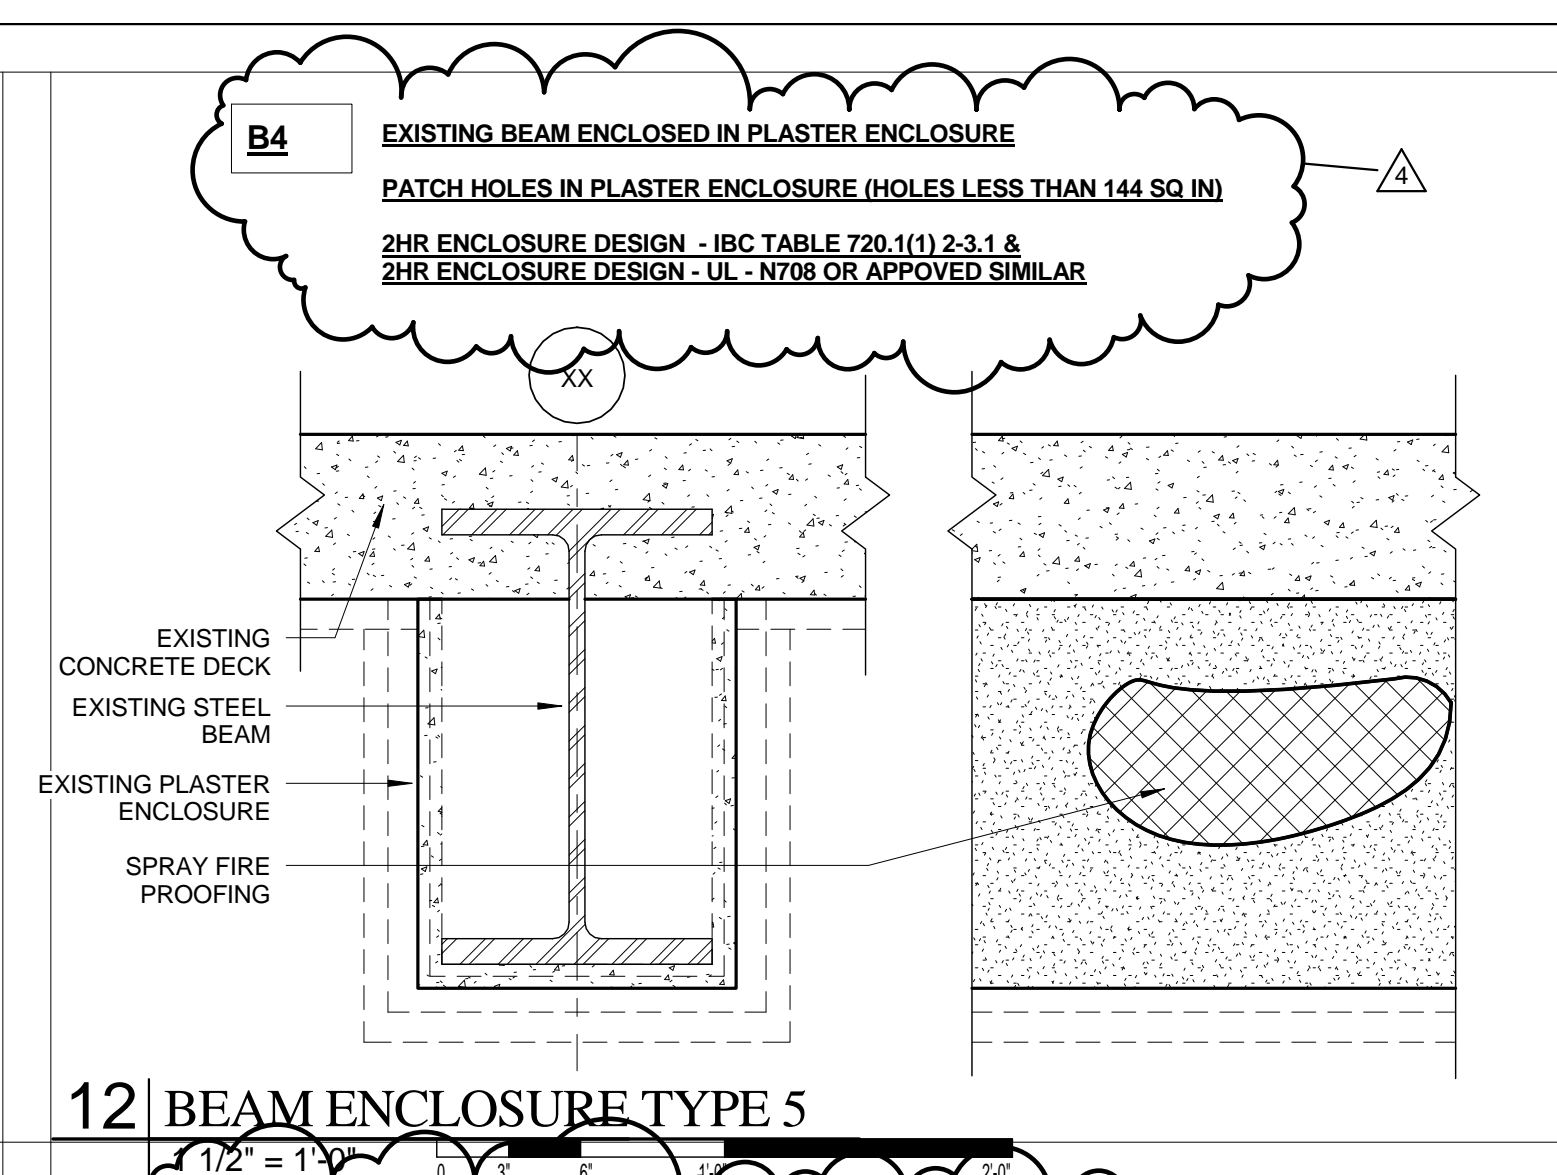 B4
EXISTING BEAM ENCLOSED IN PLASTER ENCLOSURE
PATCH HOLES IN PLASTER ENCLOSURE (HOLES LESS THAN 144 SQ IN)
2HR ENCLOSURE DESIGN - IBC TABLE 720.1(1) 2-3.1 &
2HR ENCLOSURE DESIGN - UL - N708 OR APPOVED SIMILAR
4
XX
EXISTING
CONCRETE DECK
EXISTING STEEL
BEAM
EXISTING PLASTER
ENCLOSURE
SPRAY FIRE
PROOFING
12 BEAM ENCLOSURE TYPE 5
1 1/2" = 1'-0"
0 3" 6" 1'-0" 2'-0"